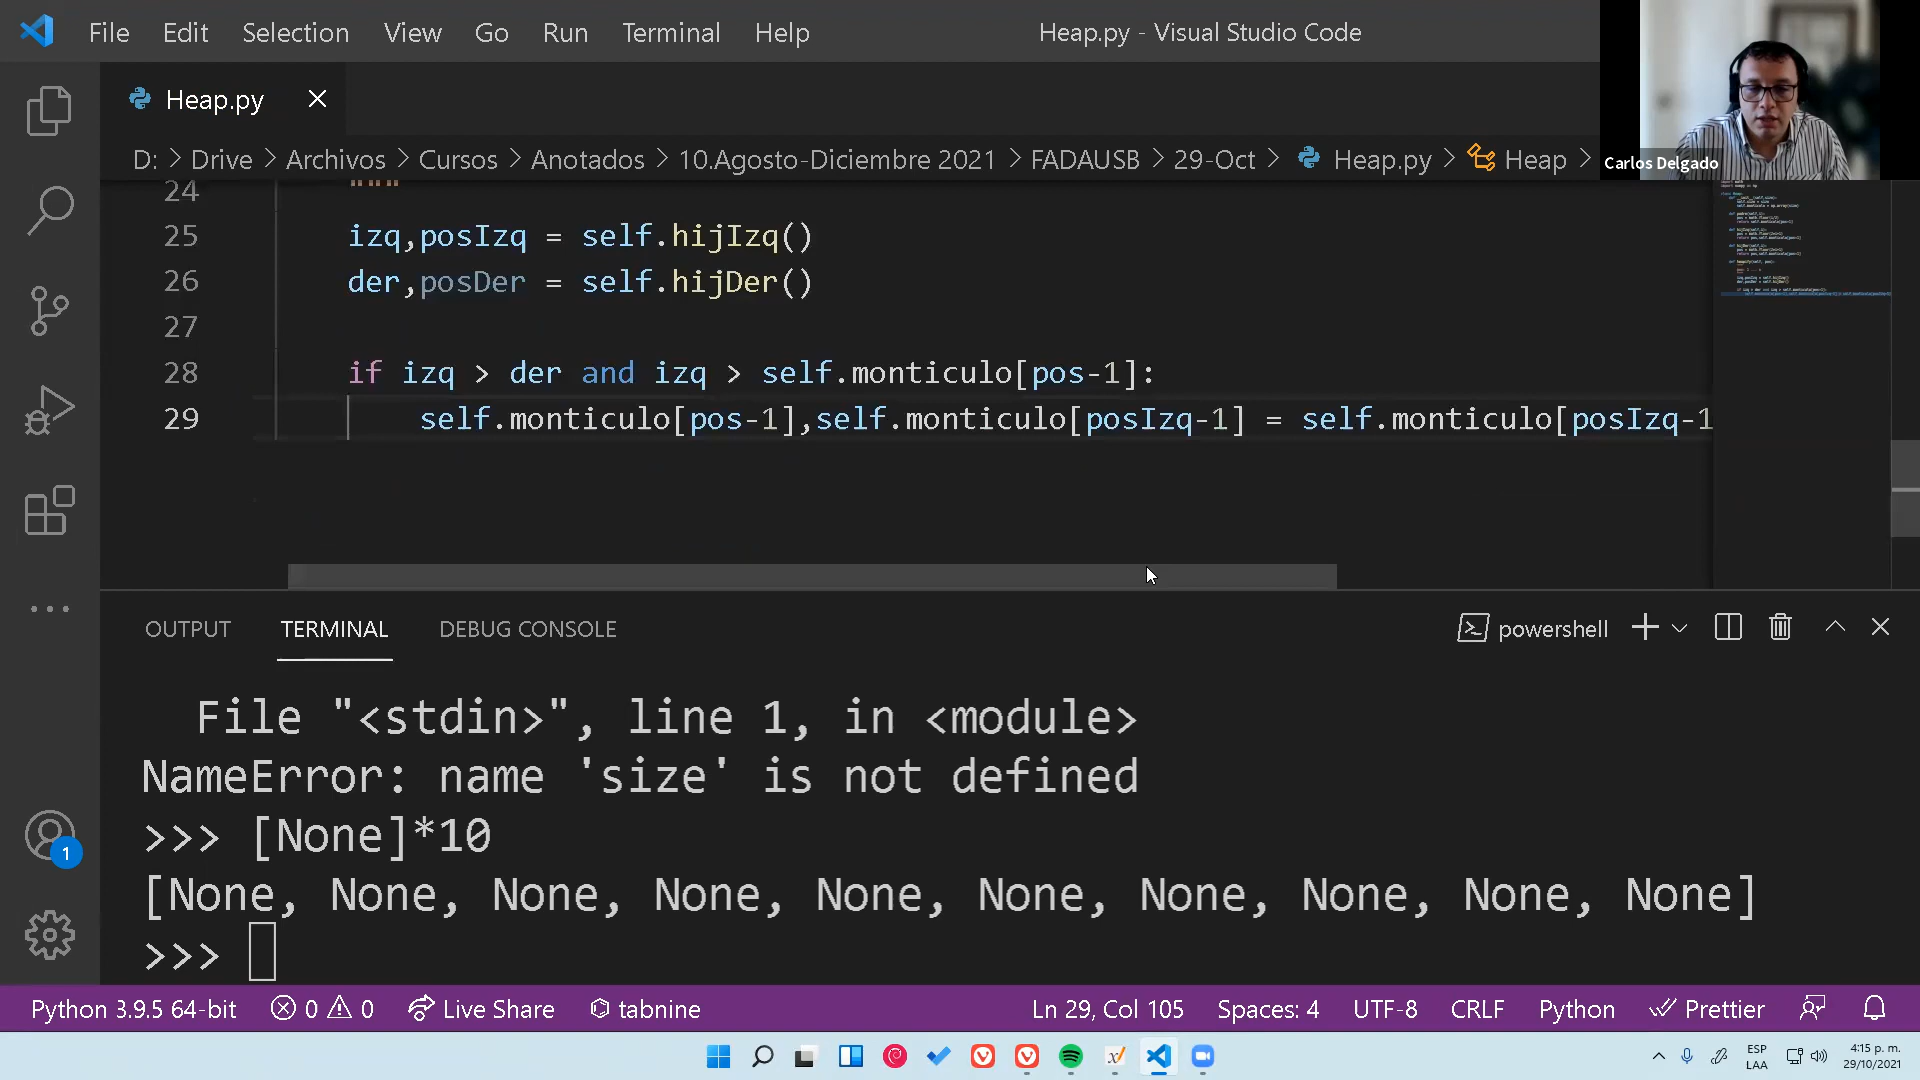 File Edit Selection View Go Run Terminal Help
Heap.py - Visual Studio Code
Heap.py
D: > Drive > Archivos > Cursos > Anotados > 10.Agosto-Diciembre 2021 > FADAUSB > 29-Oct > Heap.py > Heap >
Carlos Delgado
24 """
25 izq,posIzq = self.hijIzq()
26 der,posDer = self.hijDer()
27
28 if izq > der and izq > self.monticulo[pos-1]:
29 self.monticulo[pos-1],self.monticulo[posIzq-1] = self.monticulo[posIzq-1
OUTPUT TERMINAL DEBUG CONSOLE
powershell
File "<stdin>", line 1, in <module>
NameError: name 'size' is not defined
>>> [None]*10
[None, None, None, None, None, None, None, None, None, None]
>>>
1
Python 3.9.5 64-bit 0 0 Live Share tabnine Ln 29, Col 105 Spaces: 4 UTF-8 CRLF Python Prettier
ESP
LAA
4:15 p. m.
29/10/2021